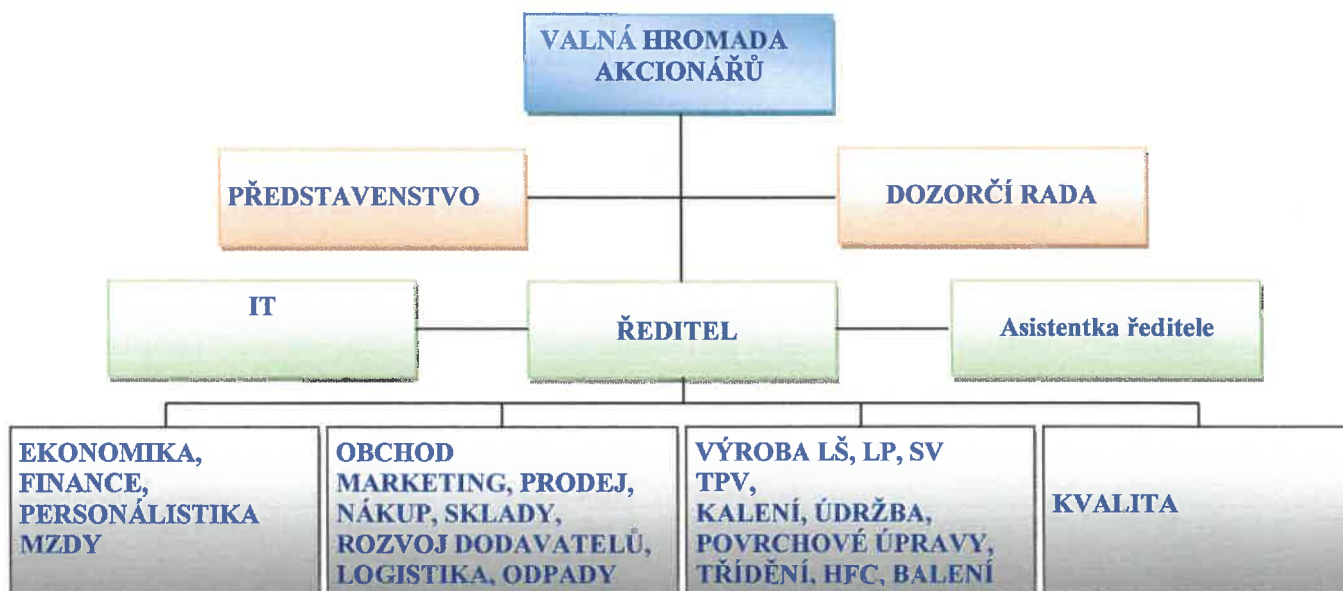 VALNÁ HROMADA
AKCIONÁŘŮ
PŘEDSTAVENSTVO
DOZORČÍ RADA
IT
ŘEDITEL
Asistentka ředitele
EKONOMIKA,
FINANCE,
PERSONÁLISTIKA
MZDY
OBCHOD
MARKETING, PRODEJ,
NÁKUP, SKLADY,
ROZVOJ DODAVATELŮ,
LOGISTIKA, ODPADY
VÝROBA LŠ, LP, SV
TPV,
KALENÍ, ÚDRŽBA,
POVRCHOVÉ ÚPRAVY,
TŘÍDĚNÍ, HFC, BALENÍ
KVALITA